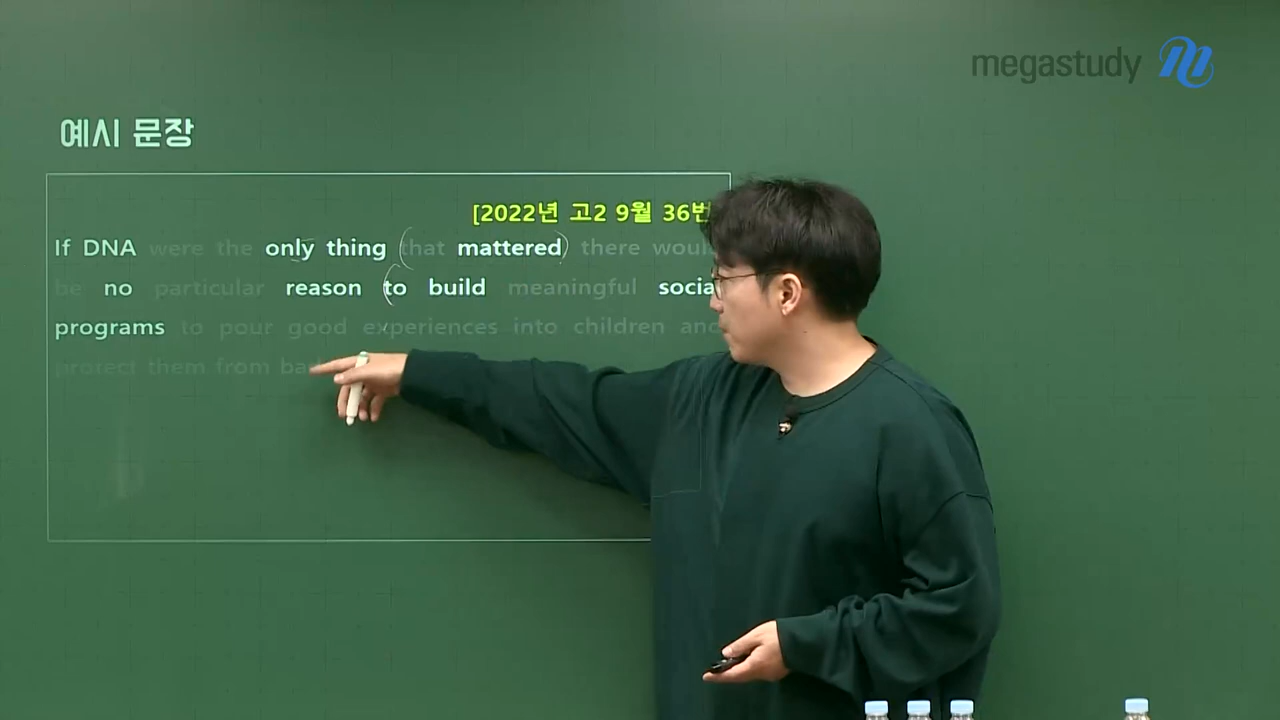 megastudy
예시 문장
[2022년 고2 9월 36번
If DNA were the only thing (that mattered) there would
be no particular reason (to build meaningful social
programs to pour good experiences into children and
protect them from bad